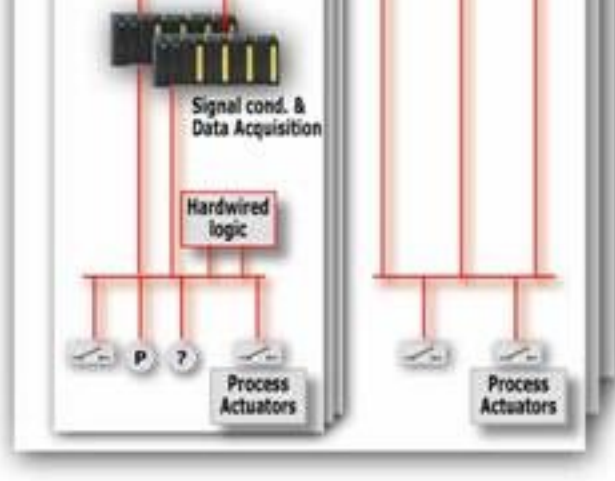 Signal cond. &
Data Acquisition
Hardwired
logic
P
?
Process
Actuators
Process
Actuators